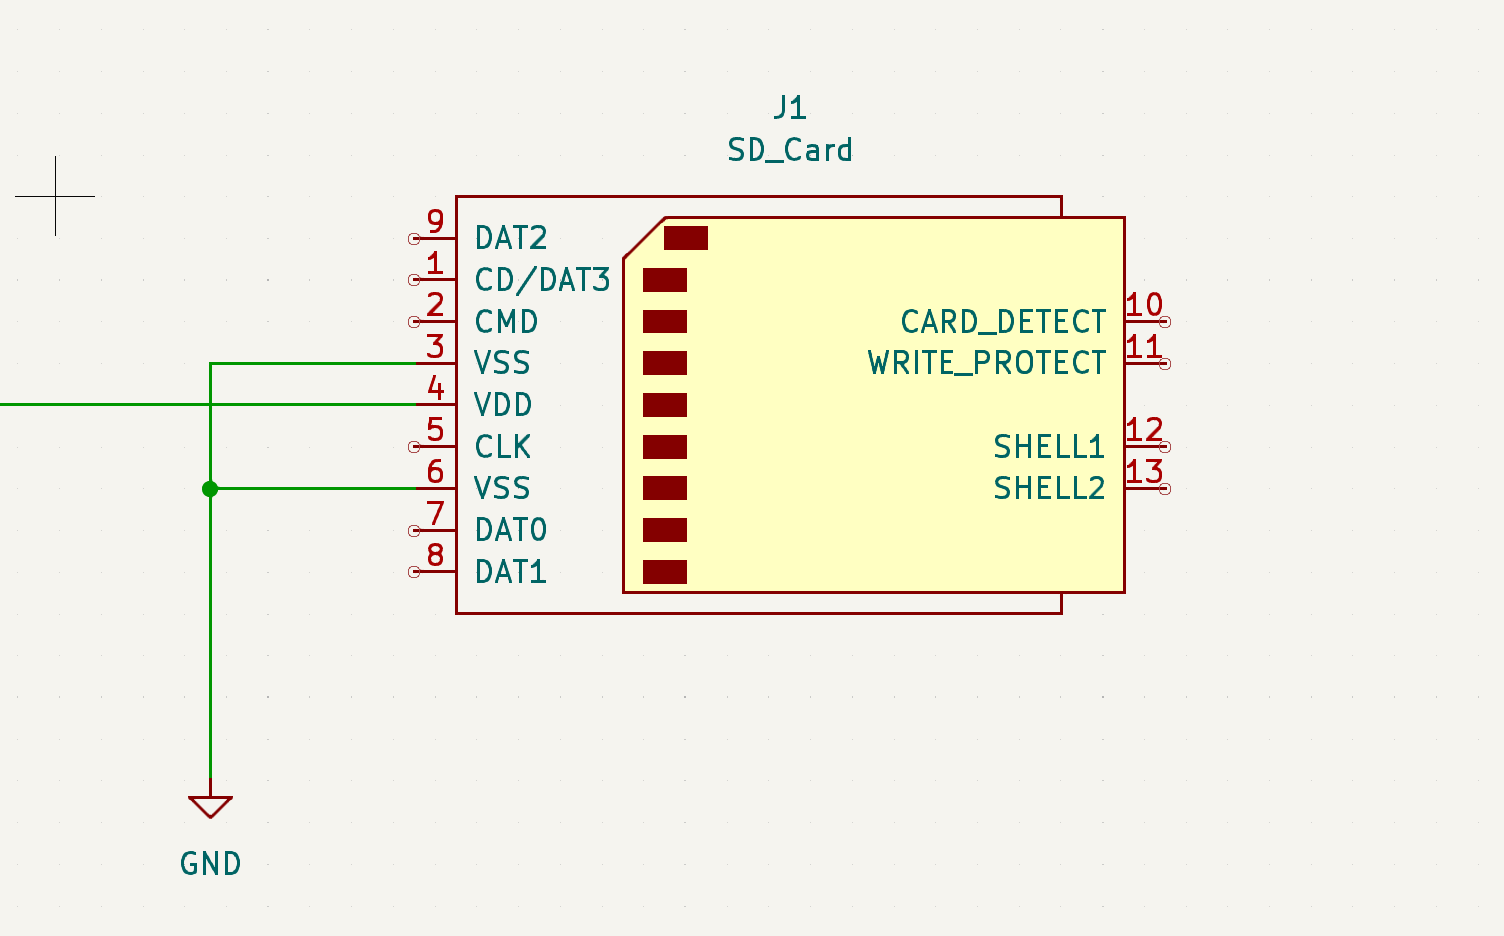 J1
SD_Card
9 DAT2
1 CD/DAT3
2 CMD
CARD_DETECT 10
3 VSS
WRITE_PROTECT 11
4 VDD
5 CLK
SHELL1 12
6 VSS
SHELL2 13
7 DAT0
8 DAT1
GND